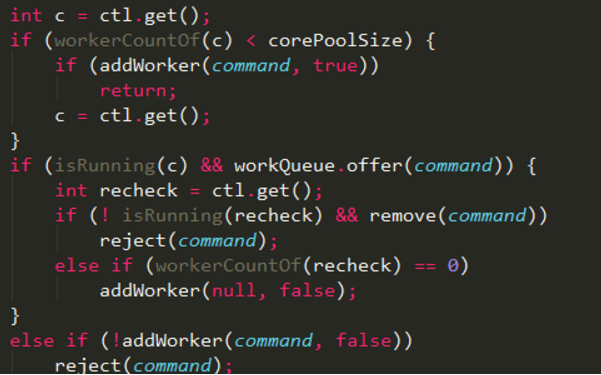 int c = ctl.get();
if (workerCountOf(c) < corePoolSize) {
    if (addWorker(command, true))
        return;
    c = ctl.get();
}
if (isRunning(c) && workQueue.offer(command)) {
    int recheck = ctl.get();
    if (! isRunning(recheck) && remove(command))
        reject(command);
    else if (workerCountOf(recheck) == 0)
        addWorker(null, false);
}
else if (!addWorker(command, false))
    reject(command);